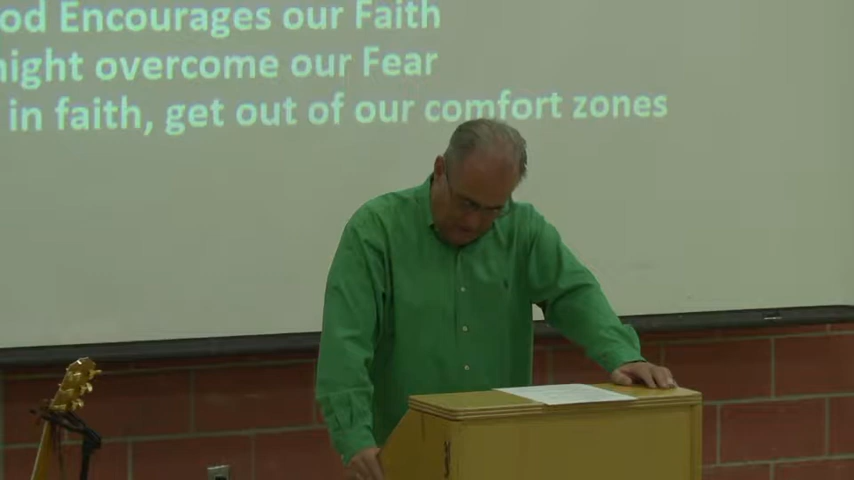 od Encourages our Faith
night overcome our Fear
in faith, get out of our comfort zones